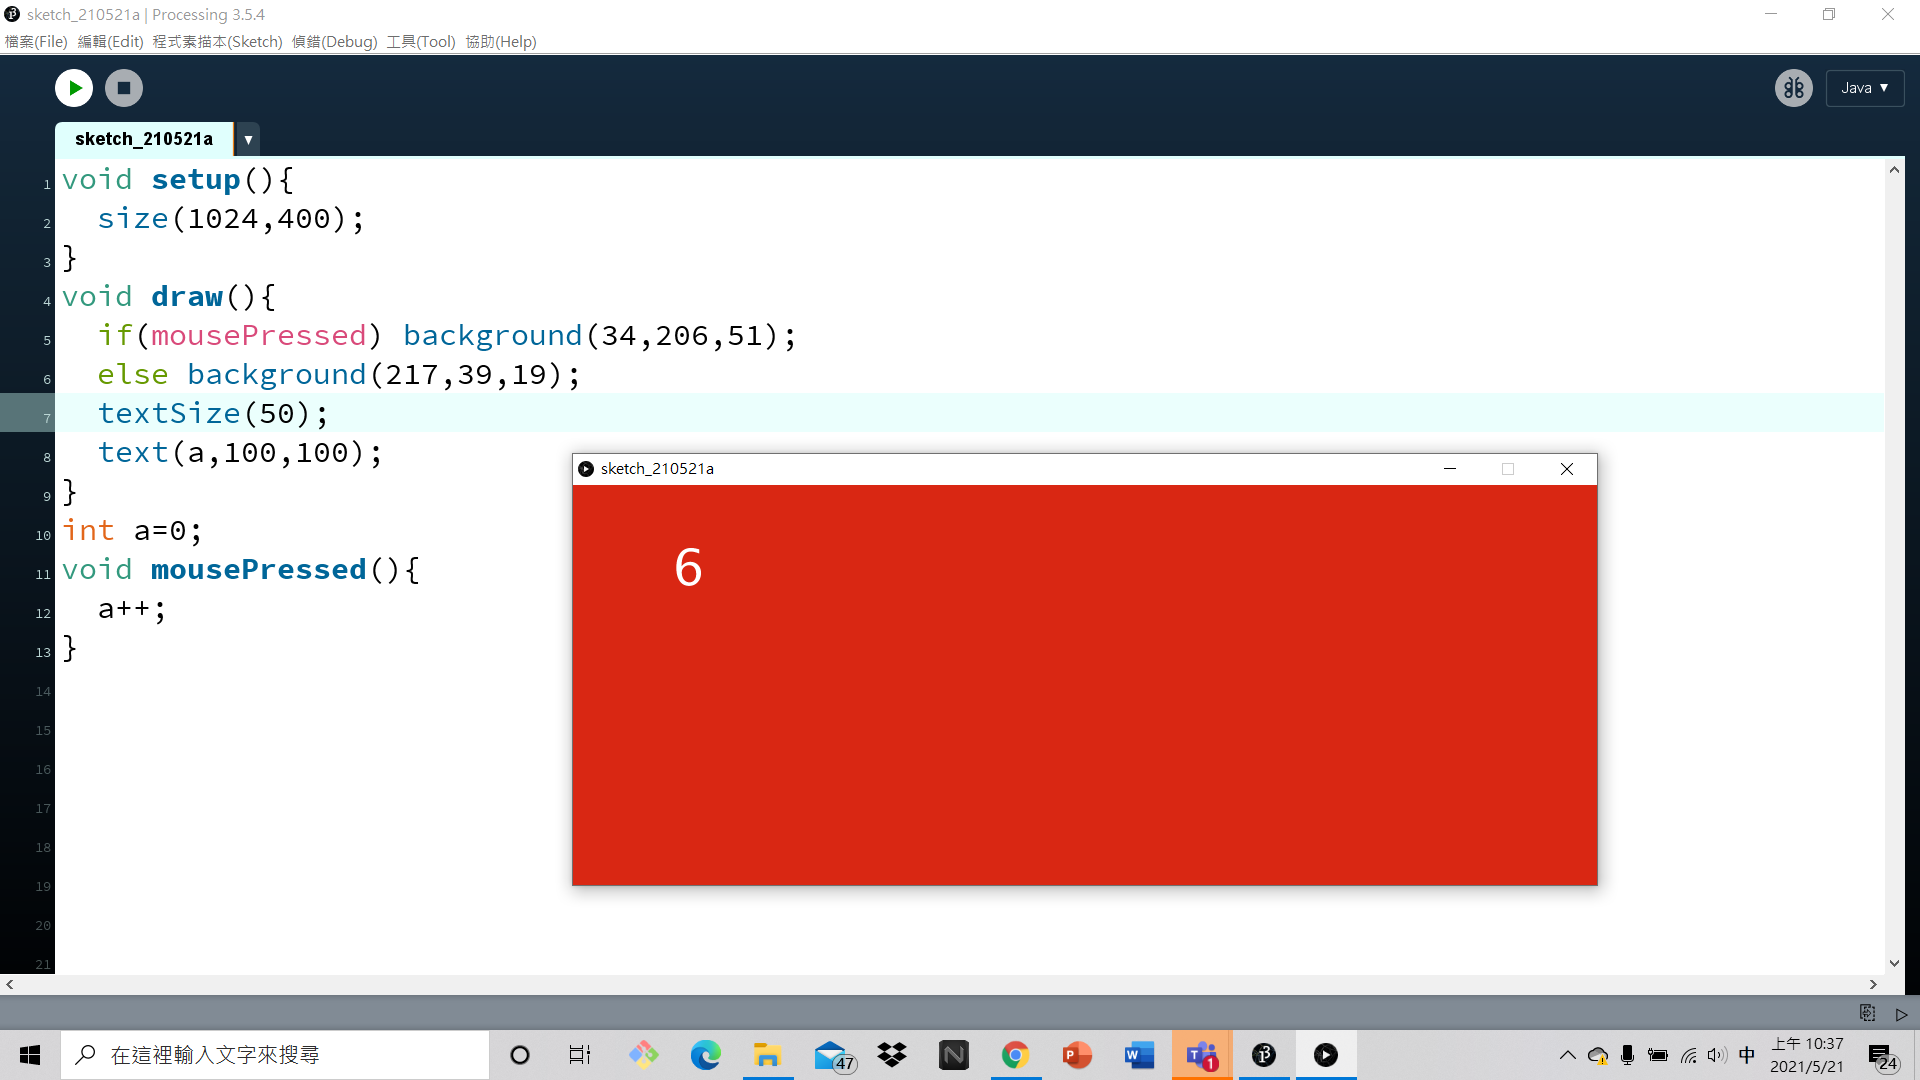 sketch_210521a | Processing 3.5.4
檔案(File) 編輯(Edit) 程式素描本(Sketch) 偵錯(Debug) 工具(Tool) 協助(Help)
Java ▼
sketch_210521a ▼
1 void setup(){
2   size(1024,400);
3 }
4 void draw(){
5   if(mousePressed) background(34,206,51);
6   else background(217,39,19);
7   textSize(50);
8   text(a,100,100);
9 }
10 int a=0;
11 void mousePressed(){
12   a++;
13 }
14
15
16
17
18
19
20
21
sketch_210521a
6
在這裡輸入文字來搜尋
47
1
中
上午 10:37
2021/5/21
24